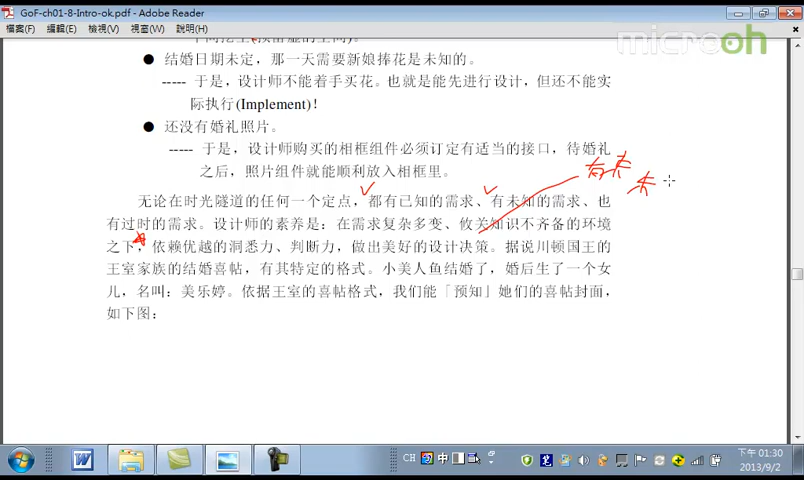 GoF-ch01-8-Intro-ok.pdf - Adobe Reader
檔案(F) 編輯(E) 檢視(V) 視窗(W) 說明(H)
microoh
● 结婚日期未定，那一天需要新娘捧花是未知的。
----- 于是，设计师不能着手买花。也就是能先进行设计，但还不能实
际执行(Implement)！
● 还没有婚礼照片。
----- 于是，设计师购买的相框组件必须订定有适当的接口，待婚礼
之后，照片组件就能顺利放入相框里。
有未
未
无论在时光隧道的任何一个定点，都有已知的需求、有未知的需求、也
有过时的需求。设计师的素养是：在需求复杂多变、攸关知识不齐备的环境
之下，依赖优越的洞悉力、判断力，做出美好的设计决策。据说川顿国王的
王室家族的结婚喜帖，有其特定的格式。小美人鱼结婚了，婚后生了一个女
儿，名叫：美乐婷。依据王室的喜帖格式，我们能「预知」她们的喜帖封面，
如下图：
CH 中
下午 01:30
2013/9/2